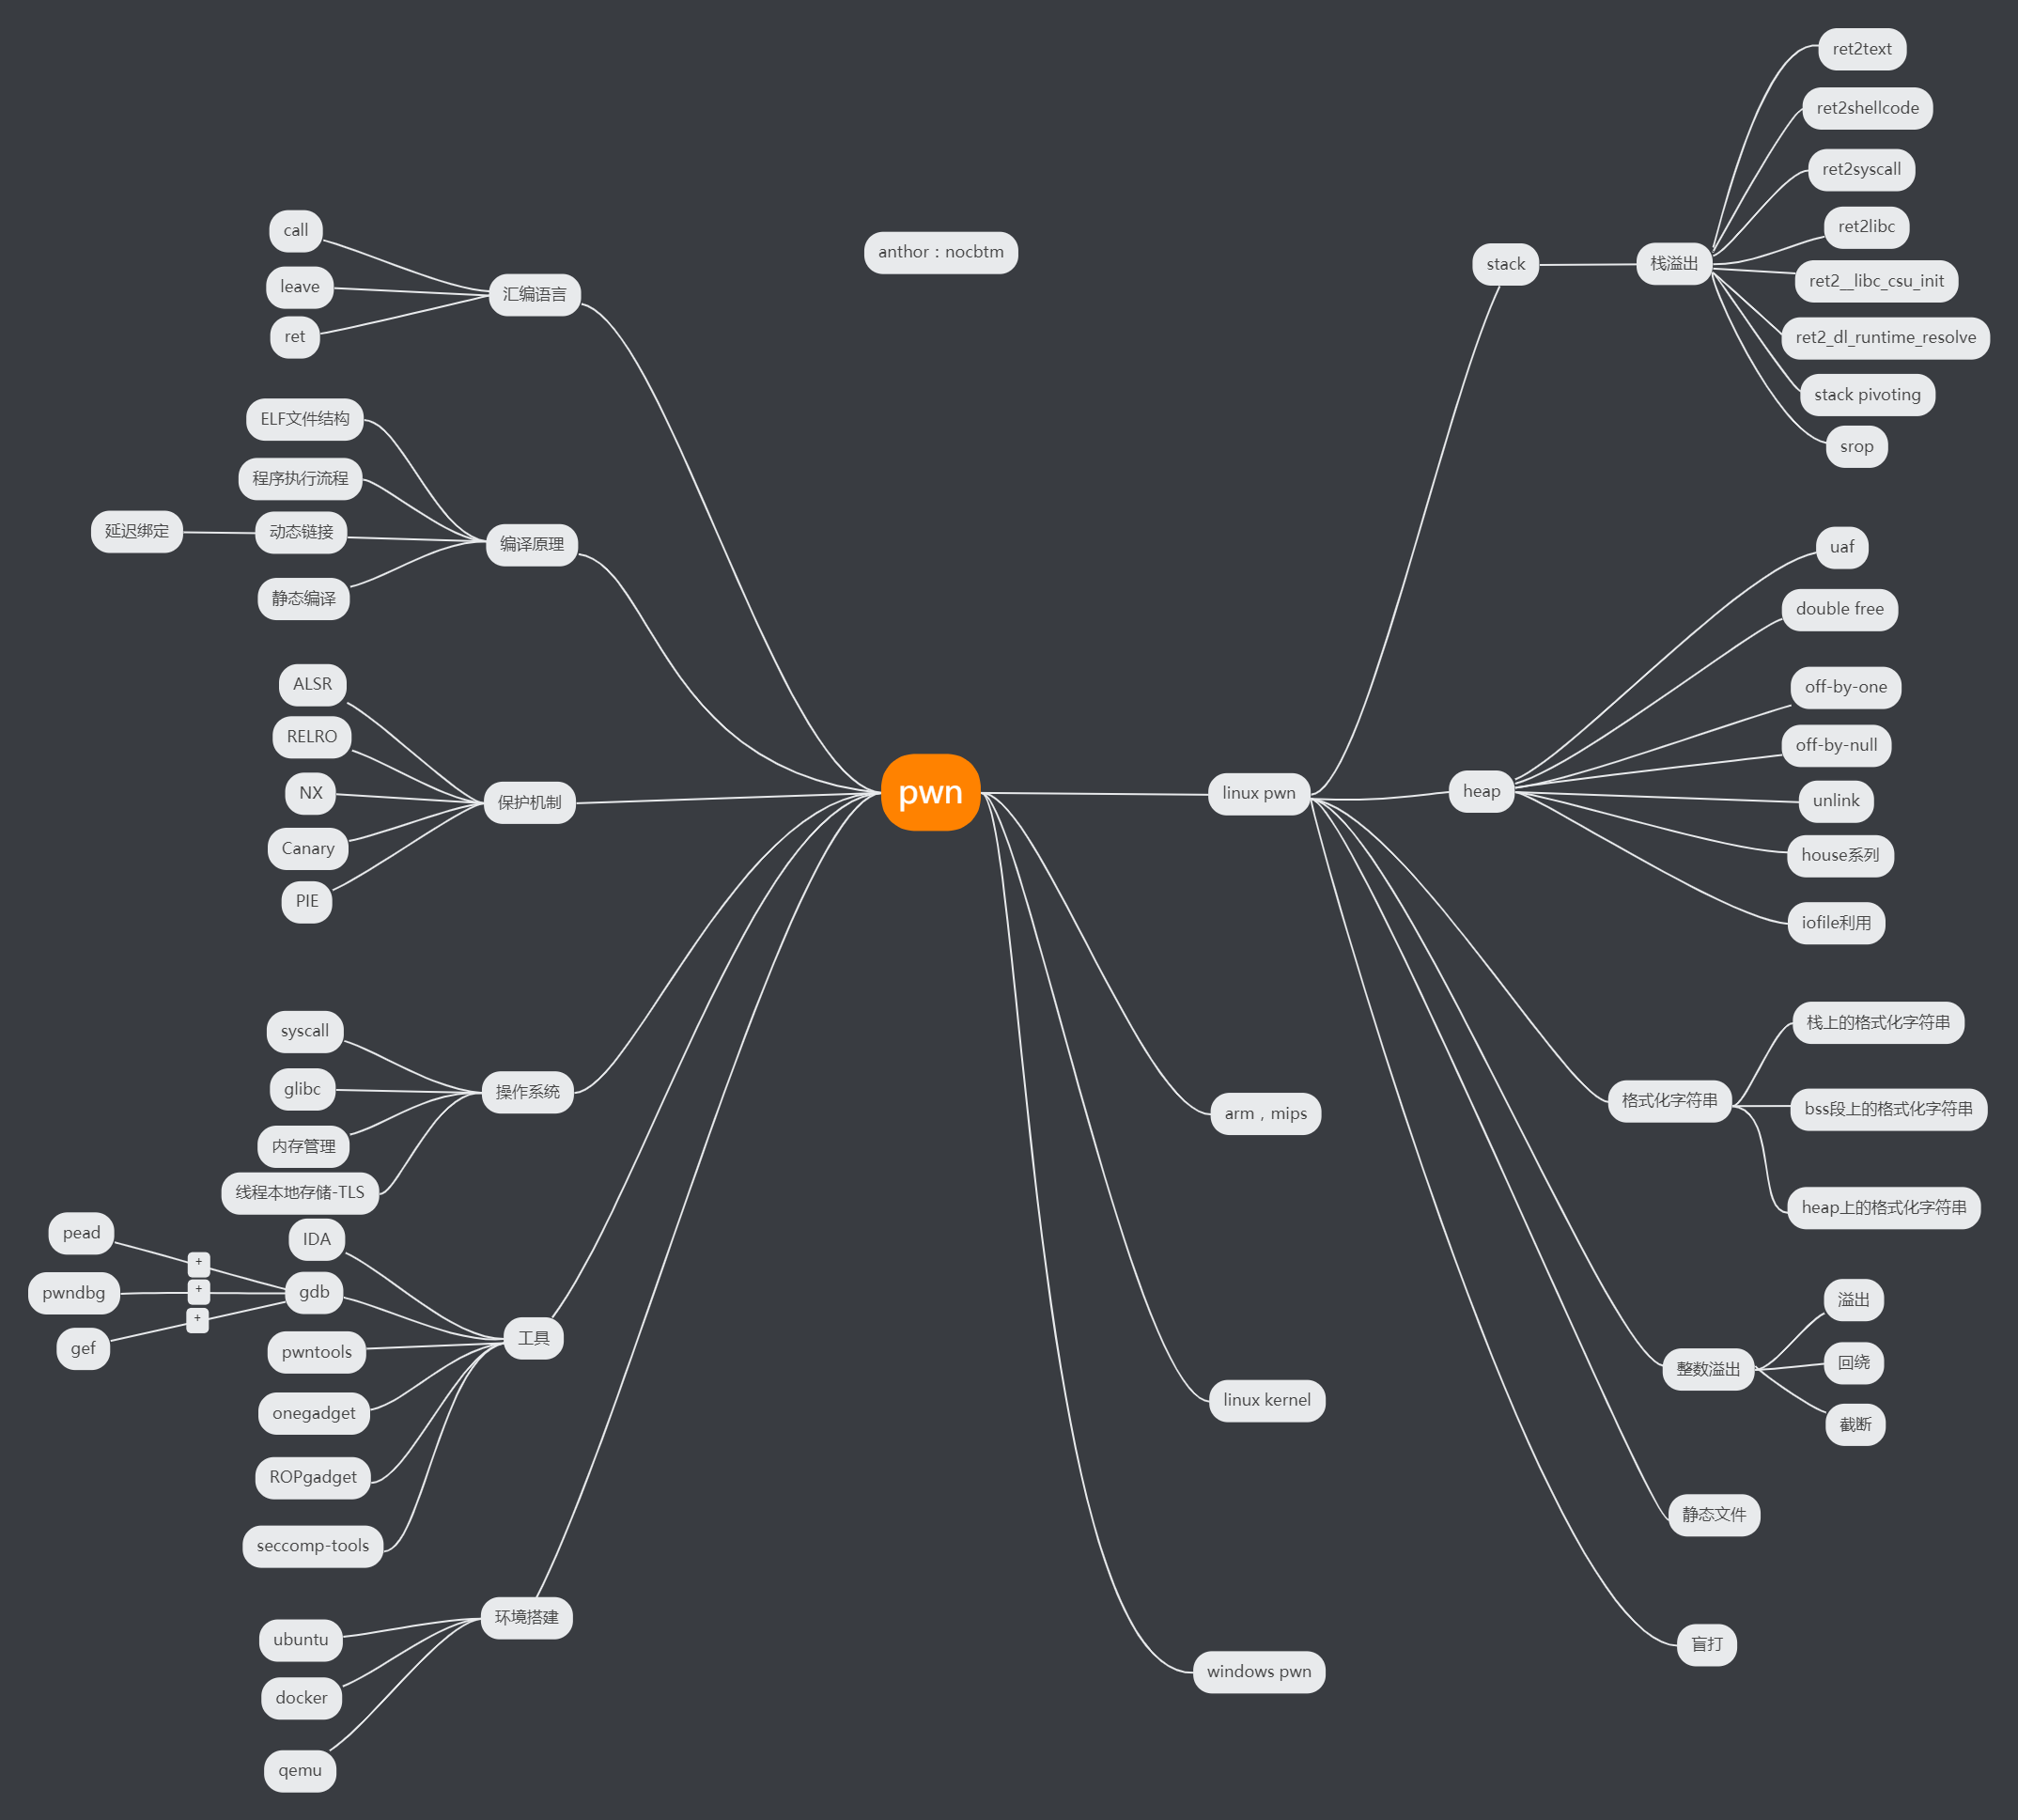 pwn
anthor：nocbtm
汇编语言
call
leave
ret
编译原理
ELF文件结构
程序执行流程
动态链接
延迟绑定
静态编译
保护机制
ALSR
RELRO
NX
Canary
PIE
操作系统
syscall
glibc
内存管理
线程本地存储-TLS
工具
IDA
gdb
pead
+
pwndbg
+
gef
+
pwntools
onegadget
ROPgadget
seccomp-tools
环境搭建
ubuntu
docker
qemu
linux pwn
stack
栈溢出
ret2text
ret2shellcode
ret2syscall
ret2libc
ret2__libc_csu_init
ret2_dl_runtime_resolve
stack pivoting
srop
heap
uaf
double free
off-by-one
off-by-null
unlink
house系列
iofile利用
格式化字符串
栈上的格式化字符串
bss段上的格式化字符串
heap上的格式化字符串
整数溢出
溢出
回绕
截断
静态文件
盲打
arm，mips
linux kernel
windows pwn